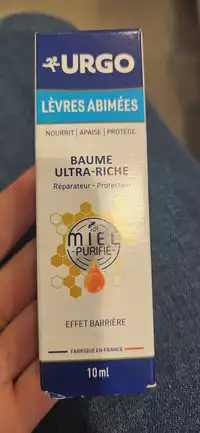 URGO
LÈVRES ABIMÉES
NOURRIT | APAISE | PROTÈGE
BAUME
ULTRA-RICHE
Réparateur - Protecteur
MIEL
-PURIFIÉ-
EFFET BARRIÈRE
FABRIQUÉ EN FRANCE
10ml